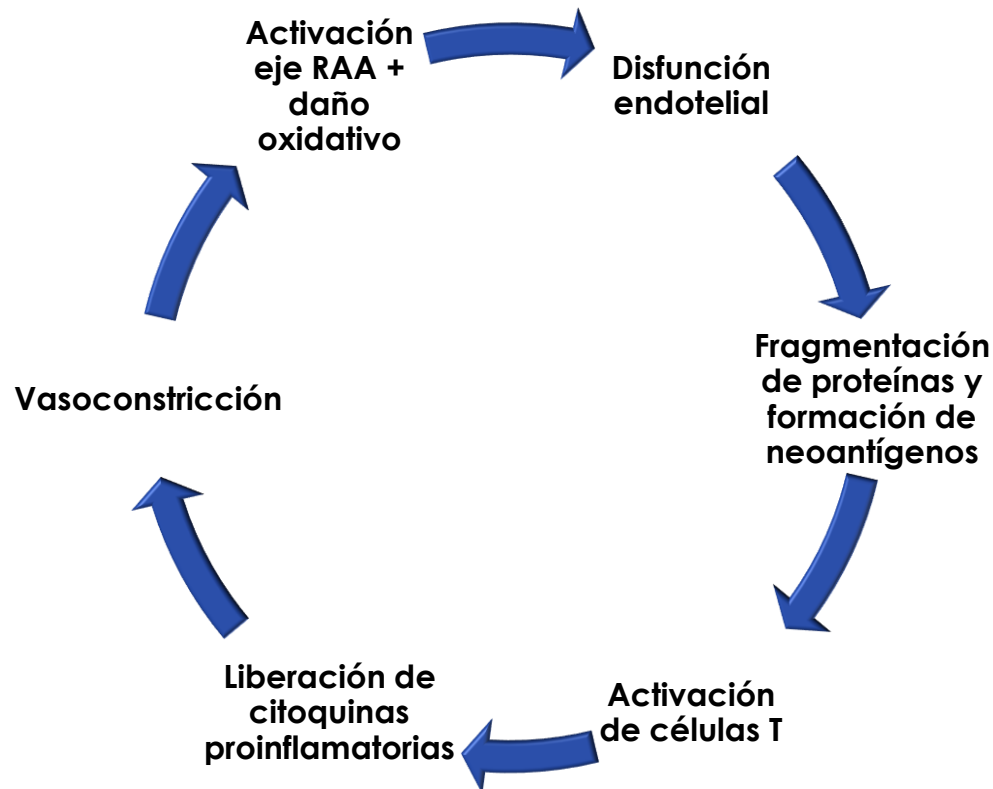 Activación
eje RAA +
daño
oxidativo
Disfunción
endotelial
Fragmentación
de proteínas y
formación de
neoantígenos
Activación
de células T
Liberación de
citoquinas
proinflamatorias
Vasoconstricción